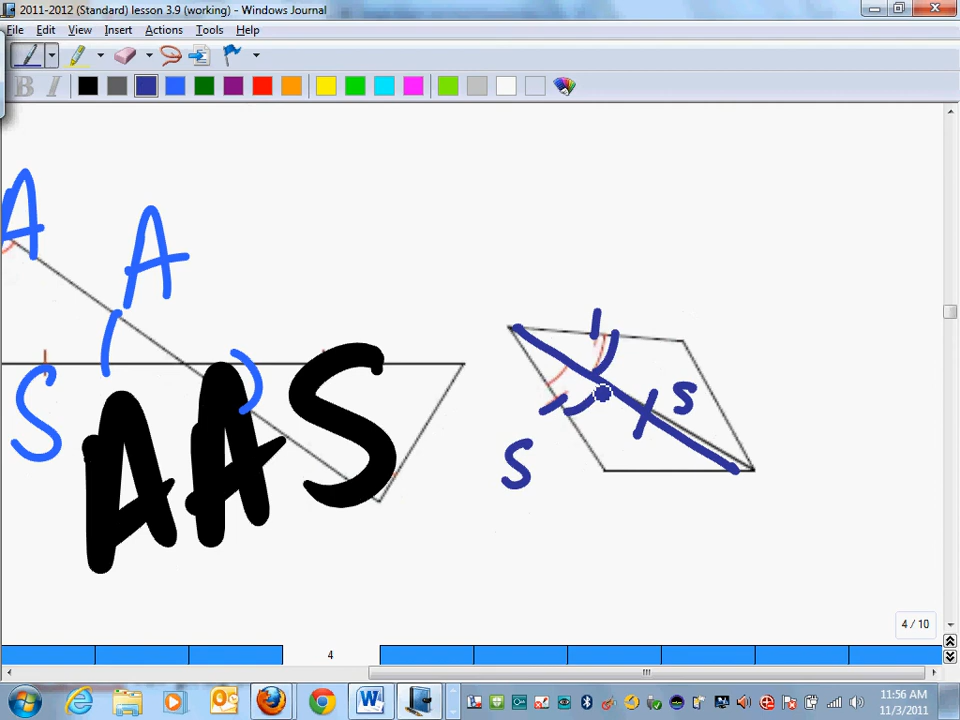 2011-2012 (Standard) lesson 3.9 (working) - Windows Journal
File Edit View Insert Actions Tools Help
B I
A
A
S
AAS
S
S
4 / 10
4
11:56 AM
11/3/2011